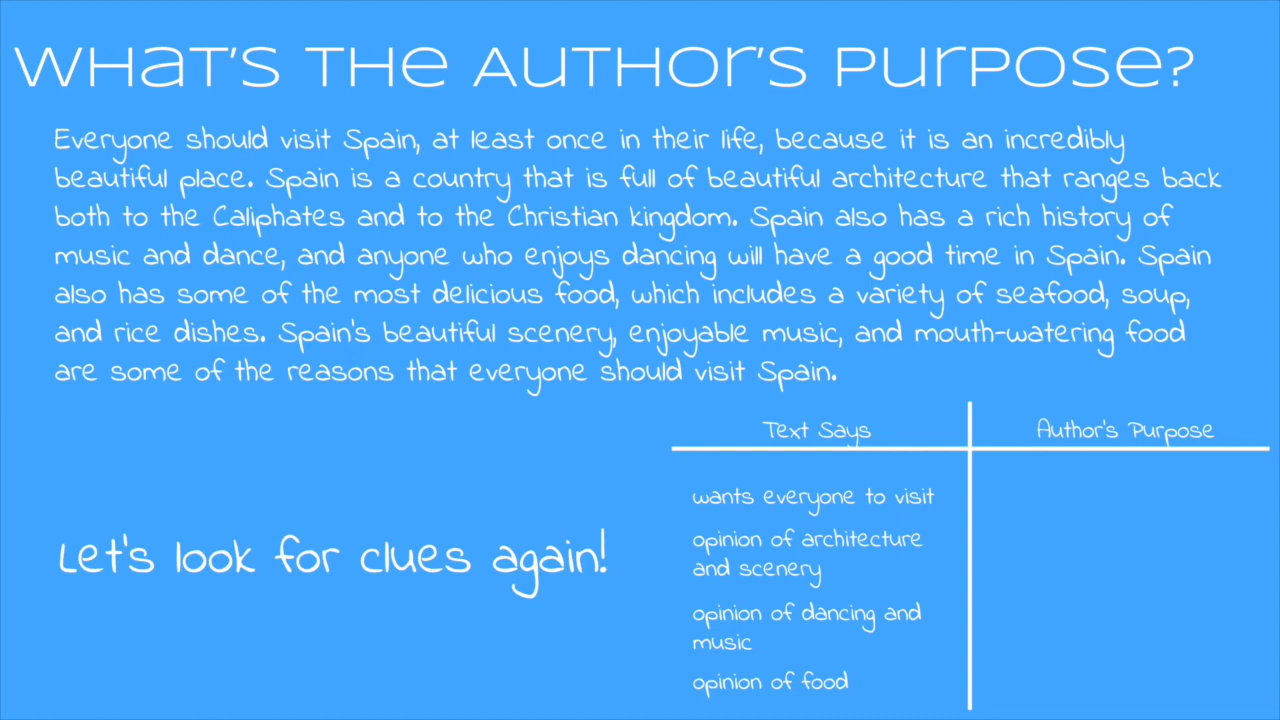 What's the Author's Purpose?
Everyone should visit Spain, at least once in their life, because it is an incredibly
beautiful place. Spain is a country that is full of beautiful architecture that ranges back
both to the Caliphates and to the Christian kingdom. Spain also has a rich history of
music and dance, and anyone who enjoys dancing will have a good time in Spain. Spain
also has some of the most delicious food, which includes a variety of seafood, soup,
and rice dishes. Spain's beautiful scenery, enjoyable music, and mouth-watering food
are some of the reasons that everyone should visit Spain.
Let's look for clues again!
Text Says
Author's Purpose
wants everyone to visit
opinion of architecture
and scenery
opinion of dancing and
music
opinion of food